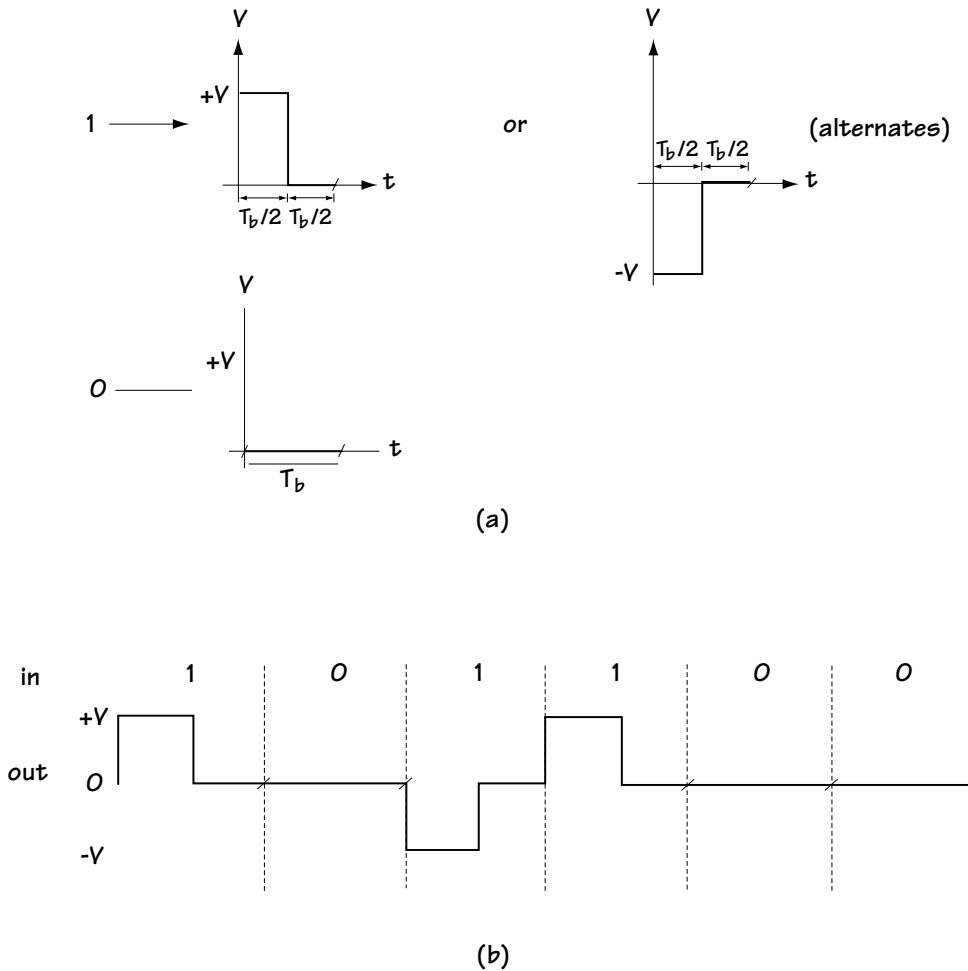 V
V
+V
1
or
(alternates)
T_b/2 T_b/2
t
t
T_b/2 T_b/2
-V
V
+V
0
t
T_b
(a)
in 1 0 1 1 0 0
+V
out
0
-V
(b)